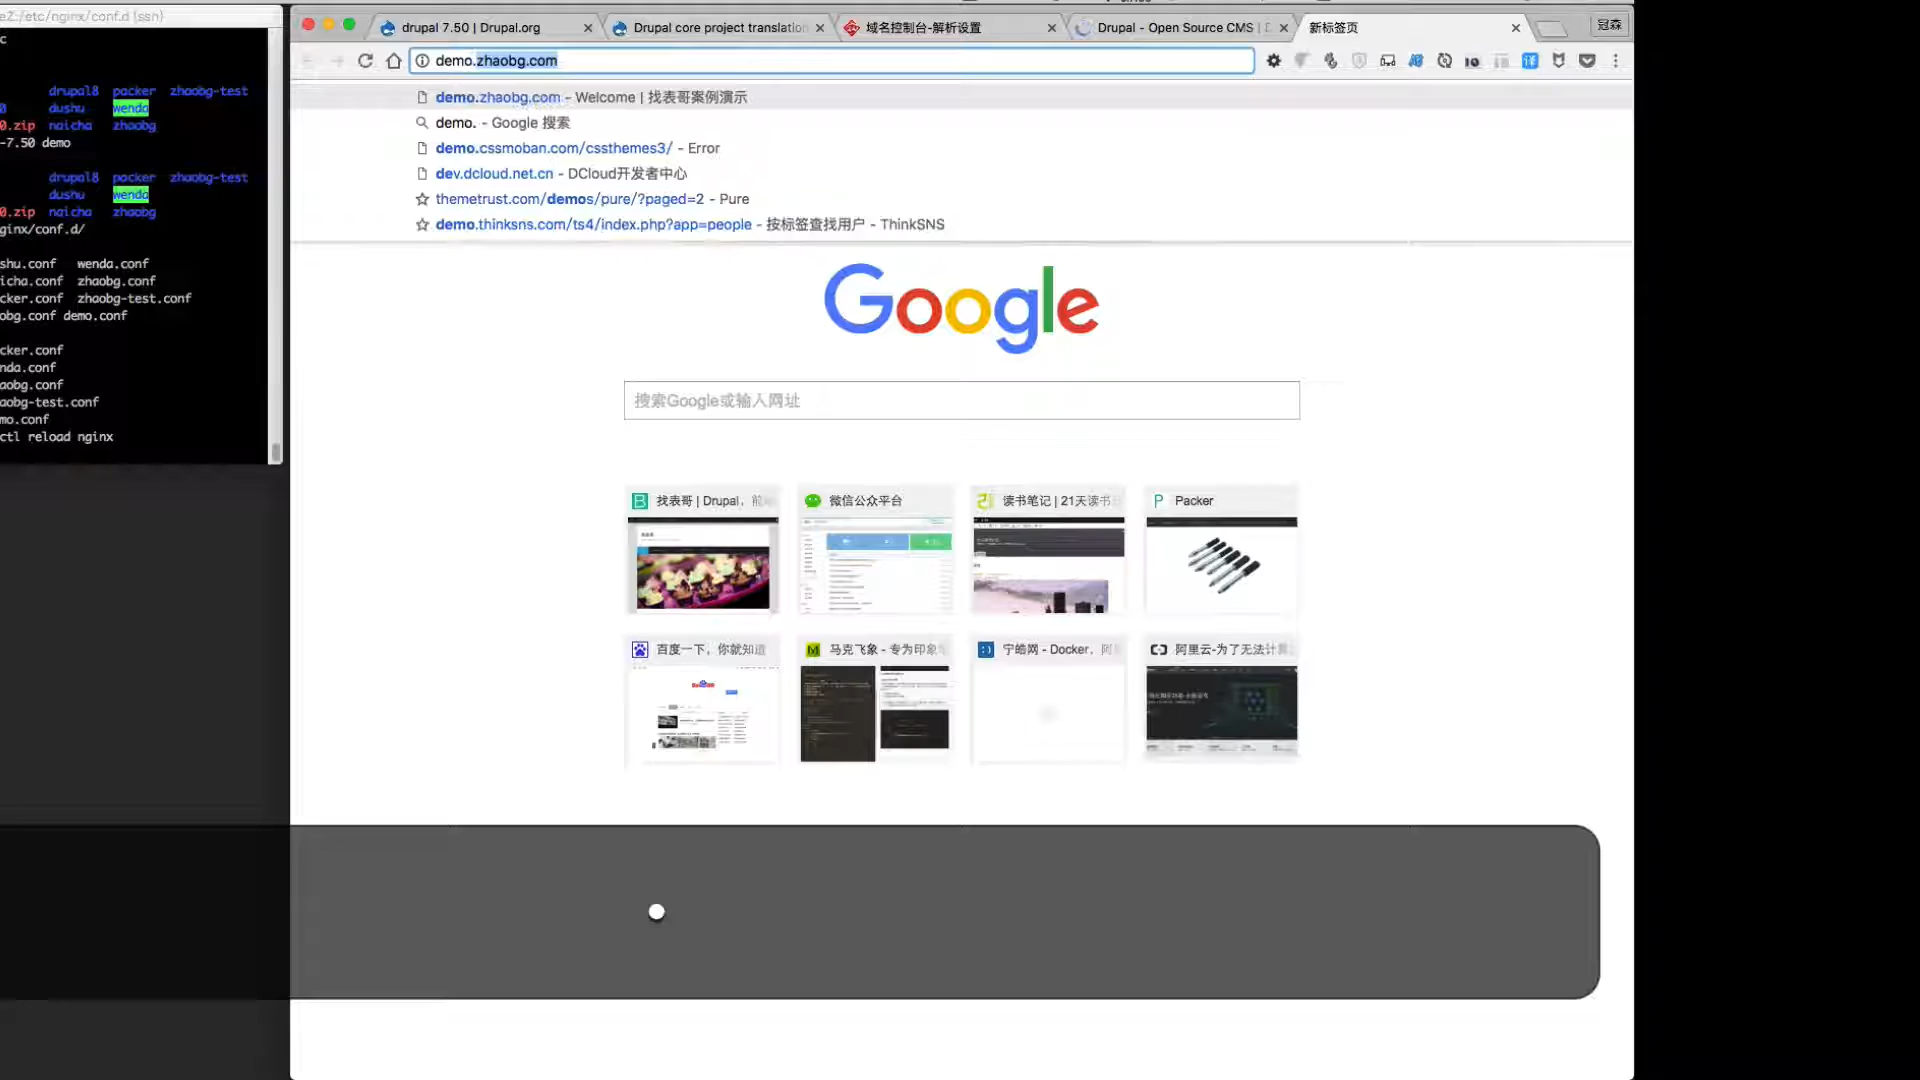 e2:/etc/nginx/conf.d (ssh)
c
drupal8 packer zhaobg-test
0 dushu wenda
0.zip naicha zhaobg
-7.50 demo
drupal8 packer zhaobg-test
dushu wenda
0.zip naicha zhaobg
ginx/conf.d/
shu.conf wenda.conf
icha.conf zhaobg.conf
cker.conf zhaobg-test.conf
obg.conf demo.conf
cker.conf
nda.conf
aobg.conf
aobg-test.conf
mo.conf
ctl reload nginx
drupal 7.50 | Drupal.org
Drupal core project translation
域名控制台-解析设置
Drupal - Open Source CMS | D
新标签页
冠森
demo.zhaobg.com
demo.zhaobg.com - Welcome | 找表哥案例演示
demo. - Google 搜索
demo.cssmoban.com/cssthemes3/ - Error
dev.dcloud.net.cn - DCloud开发者中心
themetrust.com/demos/pure/?paged=2 - Pure
demo.thinksns.com/ts4/index.php?app=people - 按标签查找用户 - ThinkSNS
Google
搜索Google或输入网址
找表哥 | Drupal，前
微信公众平台
读书笔记 | 21天读书
Packer
百度一下，你就知道
马克飞象 - 专为印象
宁皓网 - Docker，阿
阿里云-为了无法计算